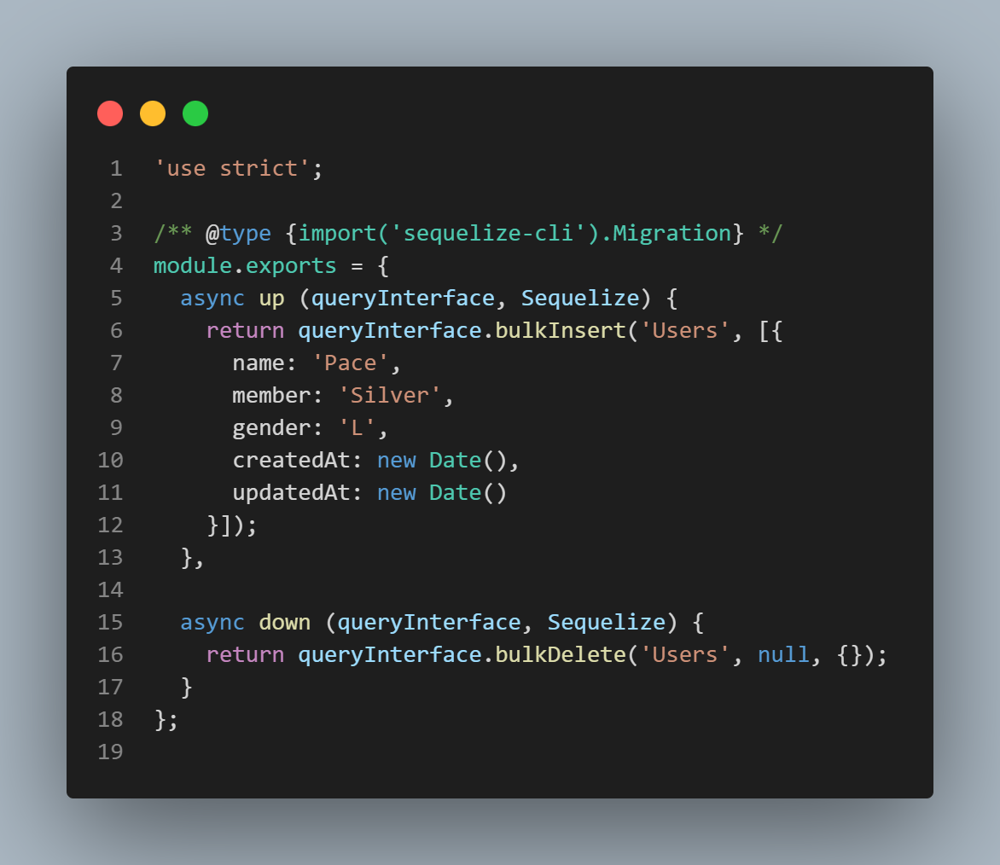 1 'use strict';
2
3 /** @type {import('sequelize-cli').Migration} */
4 module.exports = {
5   async up (queryInterface, Sequelize) {
6     return queryInterface.bulkInsert('Users', [{
7       name: 'Pace',
8       member: 'Silver',
9       gender: 'L',
10       createdAt: new Date(),
11       updatedAt: new Date()
12     }]);
13   },
14
15   async down (queryInterface, Sequelize) {
16     return queryInterface.bulkDelete('Users', null, {});
17   }
18 };
19